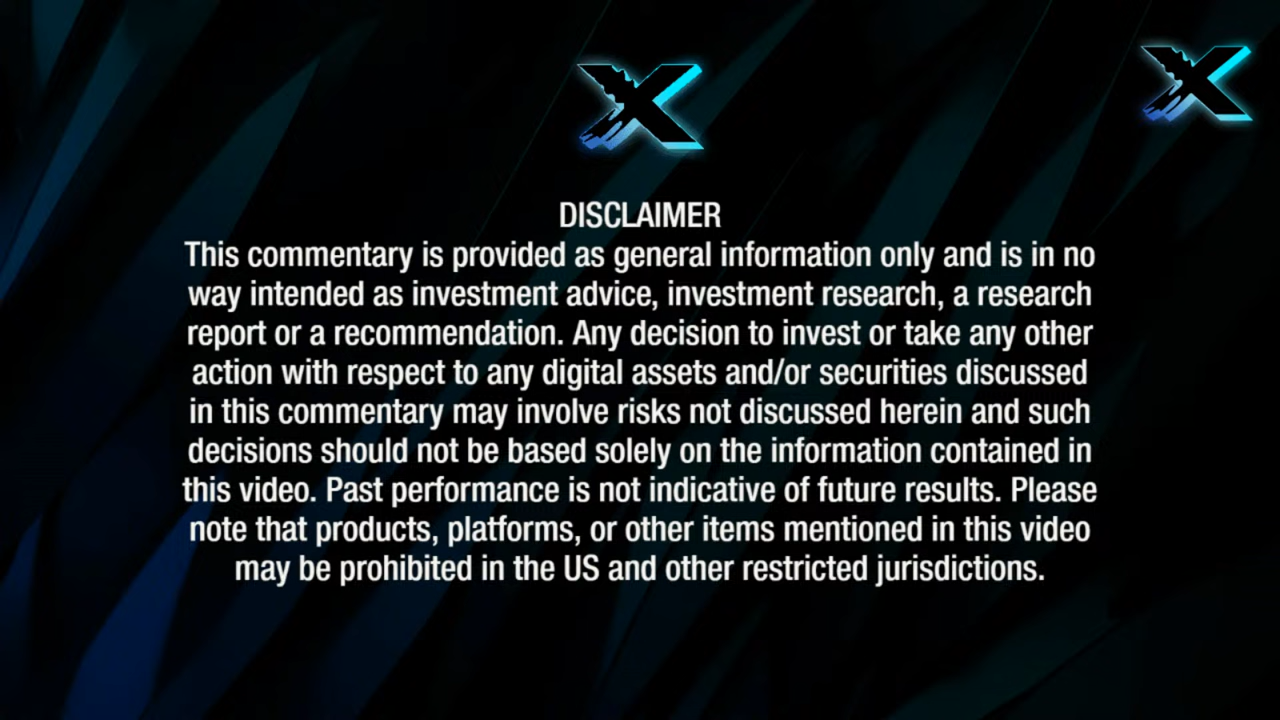 X
X
DISCLAIMER
This commentary is provided as general information only and is in no
way intended as investment advice, investment research, a research
report or a recommendation. Any decision to invest or take any other
action with respect to any digital assets and/or securities discussed
in this commentary may involve risks not discussed herein and such
decisions should not be based solely on the information contained in
this video. Past performance is not indicative of future results. Please
note that products, platforms, or other items mentioned in this video
may be prohibited in the US and other restricted jurisdictions.